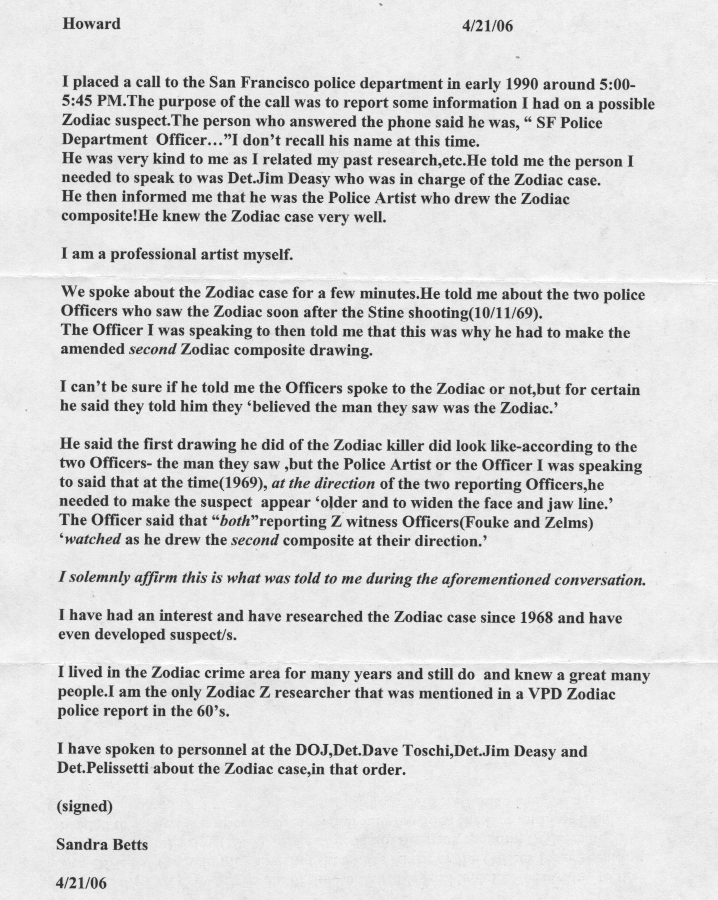 Howard 4/21/06
I placed a call to the San Francisco police department in early 1990 around 5:00-
5:45 PM.The purpose of the call was to report some information I had on a possible
Zodiac suspect.The person who answered the phone said he was, “ SF Police
Department Officer…”I don’t recall his name at this time.
He was very kind to me as I related my past research,etc.He told me the person I
needed to speak to was Det.Jim Deasy who was in charge of the Zodiac case.
He then informed me that he was the Police Artist who drew the Zodiac
composite!He knew the Zodiac case very well.
I am a professional artist myself.
We spoke about the Zodiac case for a few minutes.He told me about the two police
Officers who saw the Zodiac soon after the Stine shooting(10/11/69).
The Officer I was speaking to then told me that this was why he had to make the
amended second Zodiac composite drawing.
I can’t be sure if he told me the Officers spoke to the Zodiac or not,but for certain
he said they told him they ‘believed the man they saw was the Zodiac.’
He said the first drawing he did of the Zodiac killer did look like-according to the
two Officers- the man they saw ,but the Police Artist or the Officer I was speaking
to said that at the time(1969), at the direction of the two reporting Officers,he
needed to make the suspect appear ‘older and to widen the face and jaw line.’
The Officer said that “both”reporting Z witness Officers(Fouke and Zelms)
‘watched as he drew the second composite at their direction.’
I solemnly affirm this is what was told to me during the aforementioned conversation.
I have had an interest and have researched the Zodiac case since 1968 and have
even developed suspect/s.
I lived in the Zodiac crime area for many years and still do and knew a great many
people.I am the only Zodiac Z researcher that was mentioned in a VPD Zodiac
police report in the 60’s.
I have spoken to personnel at the DOJ,Det.Dave Toschi,Det.Jim Deasy and
Det.Pelissetti about the Zodiac case,in that order.
(signed)
Sandra Betts
4/21/06